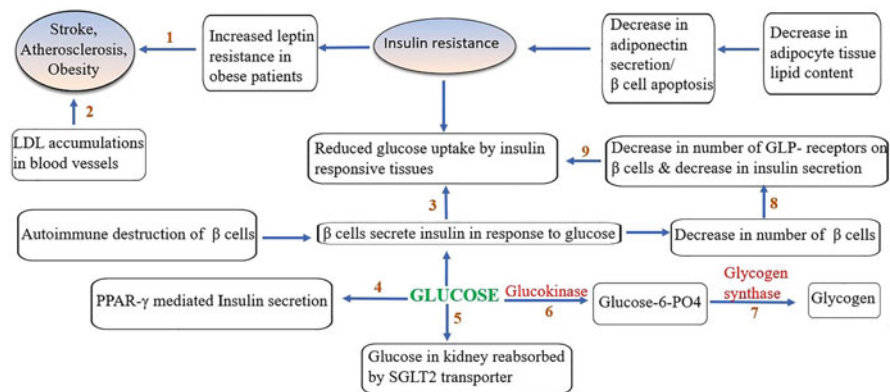 Stroke,
Atherosclerosis,
Obesity
1
Increased leptin
resistance in
obese patients
Insulin resistance
Decrease in
adiponectin
secretion/
β cell apoptosis
Decrease in
adipocyte tissue
lipid content
2
LDL accumulations
in blood vessels
Reduced glucose uptake by insulin
responsive tissues
9
Decrease in number of GLP- receptors on
β cells & decrease in insulin secretion
3
8
Autoimmune destruction of β cells
β cells secrete insulin in response to glucose
Decrease in number of β cells
PPAR-γ mediated Insulin secretion
4
GLUCOSE
5
Glucokinase
6
Glucose-6-PO4
Glycogen
synthase
7
Glycogen
Glucose in kidney reabsorbed
by SGLT2 transporter